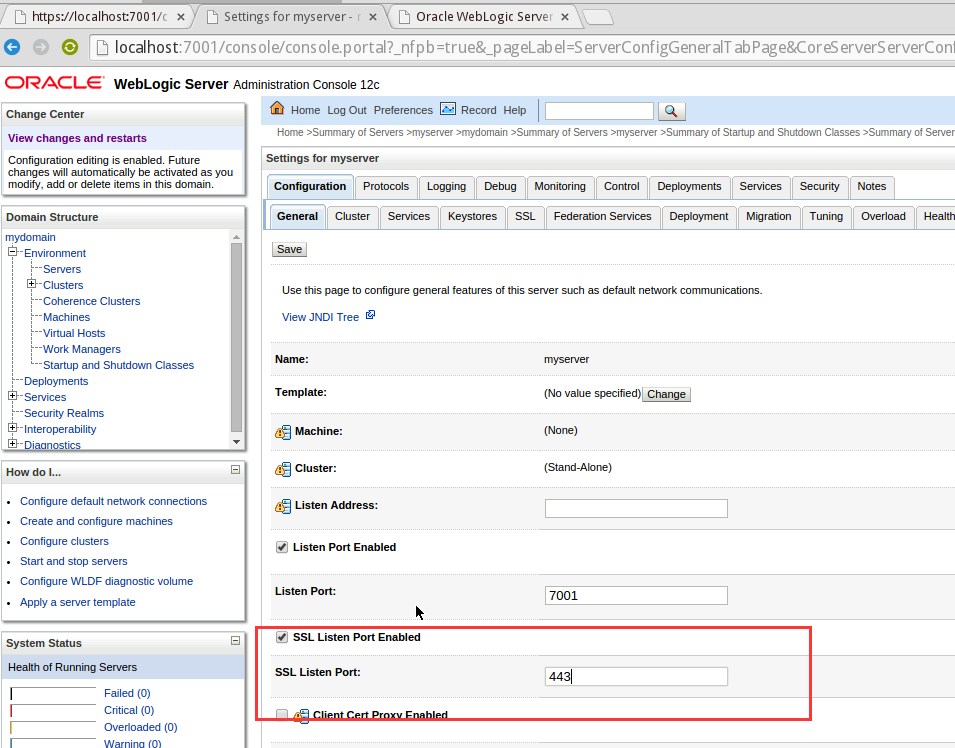 https://localhost:7001/c
Settings for myserver -
Oracle WebLogic Server
localhost:7001/console/console.portal?_nfpb=true&_pageLabel=ServerConfigGeneralTabPage&CoreServerServerConf
ORACLE WebLogic Server Administration Console 12c
Change Center
View changes and restarts
Configuration editing is enabled. Future
changes will automatically be activated as you
modify, add or delete items in this domain.
Domain Structure
mydomain
Environment
Servers
Clusters
Coherence Clusters
Machines
Virtual Hosts
Work Managers
Startup and Shutdown Classes
Deployments
Services
Security Realms
Interoperability
Diagnostics
How do I...
Configure default network connections
Create and configure machines
Configure clusters
Start and stop servers
Configure WLDF diagnostic volume
Apply a server template
System Status
Health of Running Servers
Failed (0)
Critical (0)
Overloaded (0)
Warning (0)
Home Log Out Preferences Record Help
Home >Summary of Servers >myserver >mydomain >Summary of Servers >myserver >Summary of Startup and Shutdown Classes >Summary of Server
Settings for myserver
Configuration Protocols Logging Debug Monitoring Control Deployments Services Security Notes
General Cluster Services Keystores SSL Federation Services Deployment Migration Tuning Overload Health
Save
Use this page to configure general features of this server such as default network communications.
View JNDI Tree
Name: myserver
Template: (No value specified) Change
Machine: (None)
Cluster: (Stand-Alone)
Listen Address:
Listen Port Enabled
Listen Port: 7001
SSL Listen Port Enabled
SSL Listen Port: 443
Client Cert Proxy Enabled